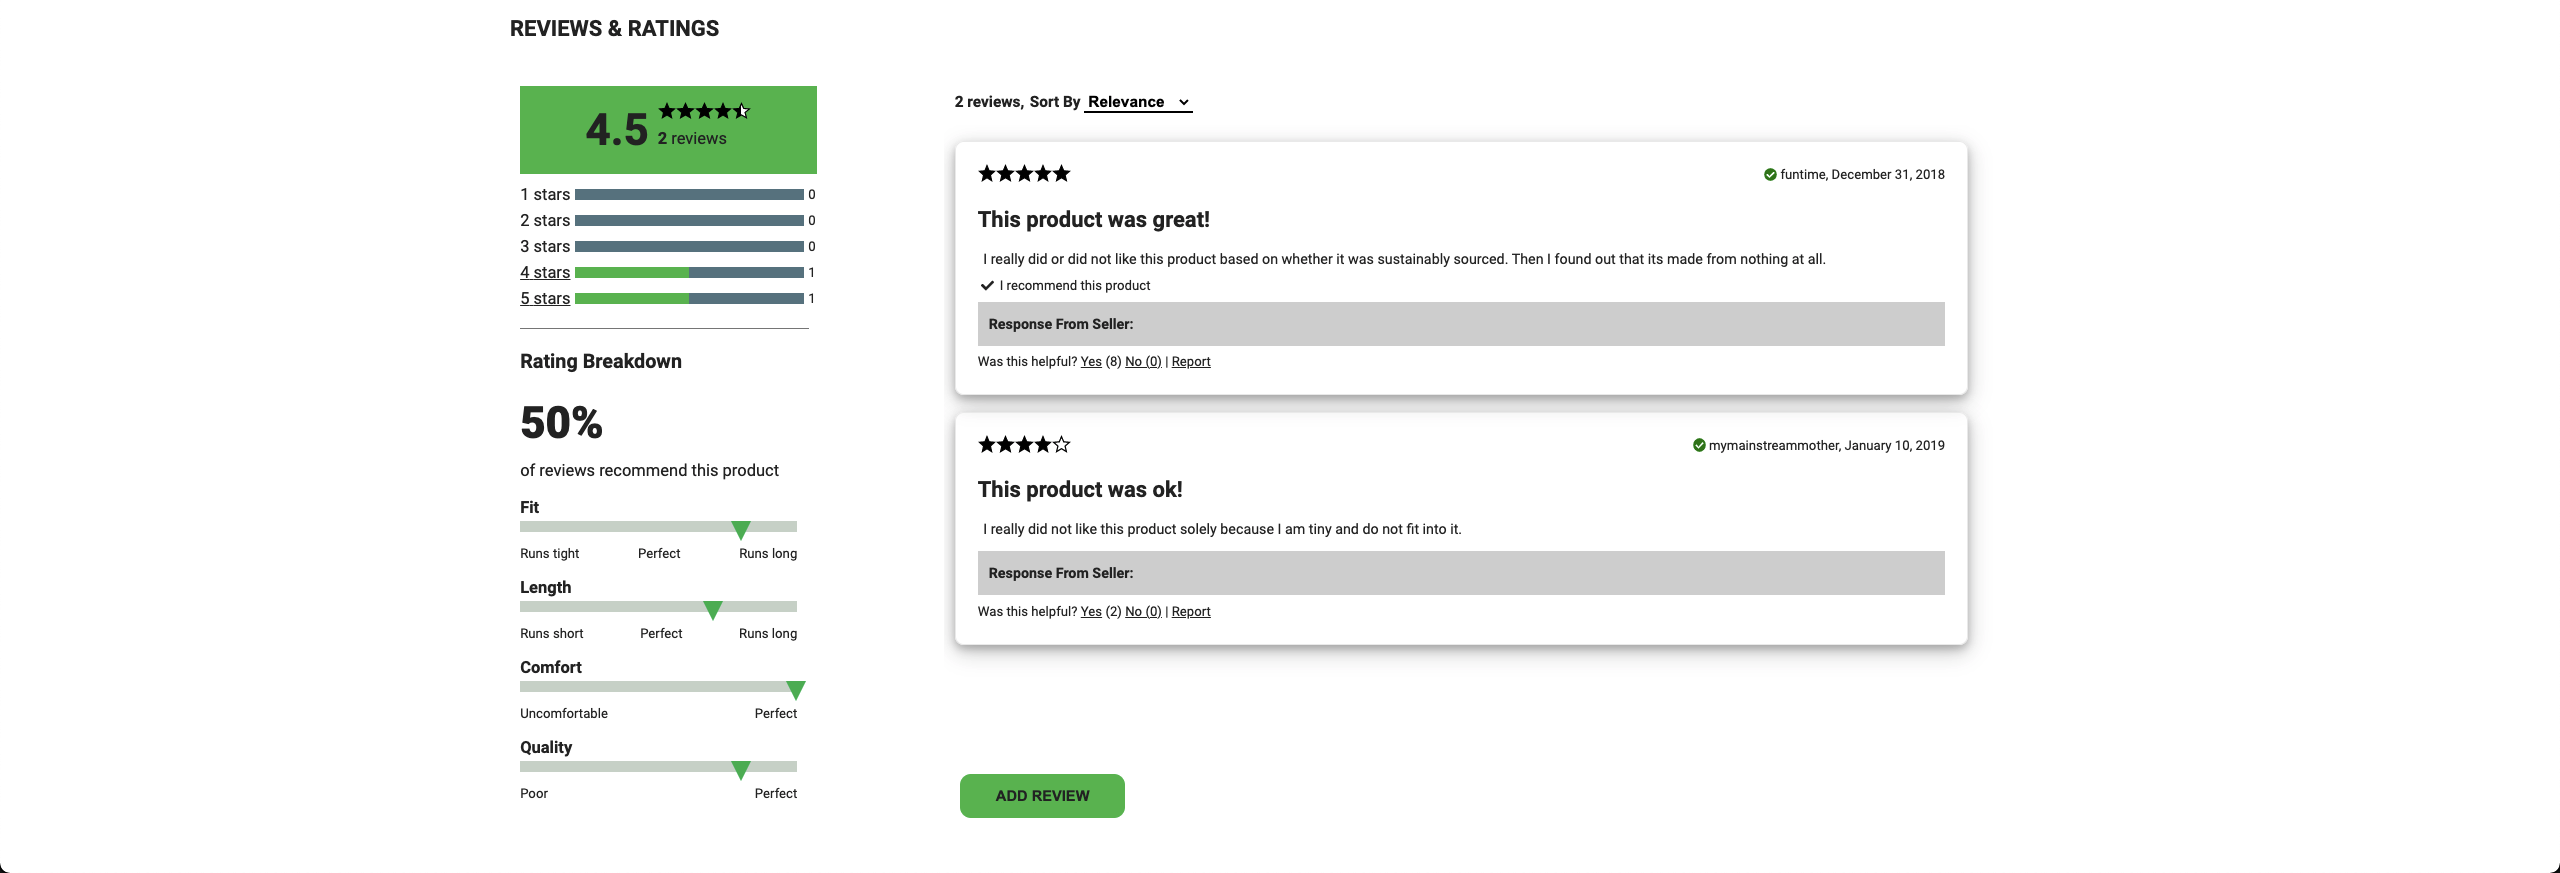 REVIEWS & RATINGS
4.5
2 reviews
1 stars 0
2 stars 0
3 stars 0
4 stars 1
5 stars 1
Rating Breakdown
50%
of reviews recommend this product
Fit
Runs tight Perfect Runs long
Length
Runs short Perfect Runs long
Comfort
Uncomfortable Perfect
Quality
Poor Perfect
2 reviews, Sort By Relevance
funtime, December 31, 2018
This product was great!
I really did or did not like this product based on whether it was sustainably sourced. Then I found out that its made from nothing at all.
I recommend this product
Response From Seller:
Was this helpful? Yes (8) No (0) | Report
mymainstreammother, January 10, 2019
This product was ok!
I really did not like this product solely because I am tiny and do not fit into it.
Response From Seller:
Was this helpful? Yes (2) No (0) | Report
ADD REVIEW